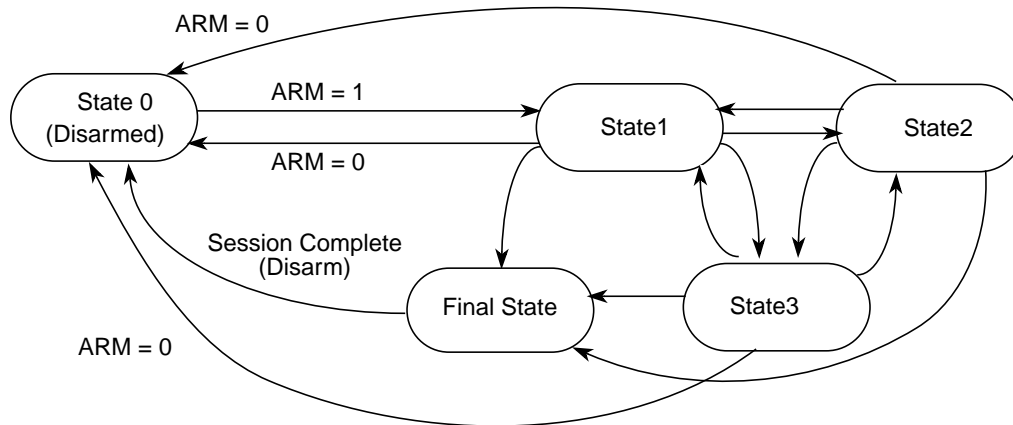 ARM = 0
State 0
(Disarmed)
ARM = 1
ARM = 0
State1
State2
Session Complete
(Disarm)
Final State
State3
ARM = 0